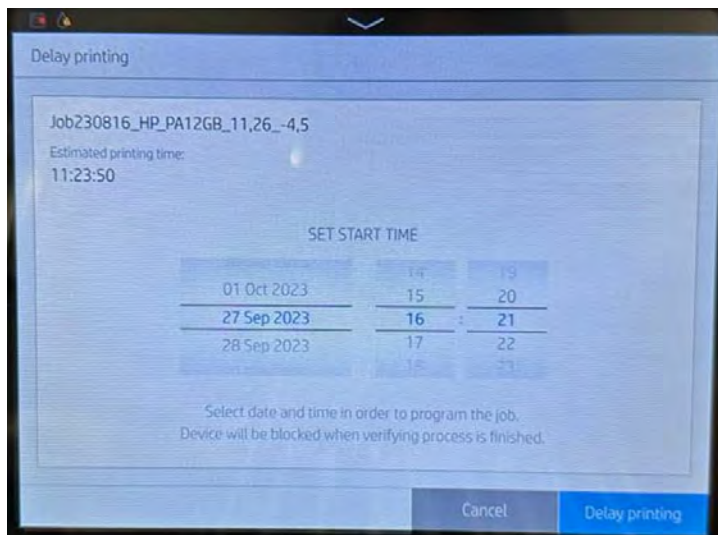 Delay printing
Job230816_HP_PA12GB_11,26_-4,5
Estimated printing time:
11:23:50
SET START TIME
14 19
01 Oct 2023 15 20
27 Sep 2023 16 : 21
28 Sep 2023 17 22
18 23
Select date and time in order to program the job.
Device will be blocked when verifying process is finished.
Cancel Delay printing